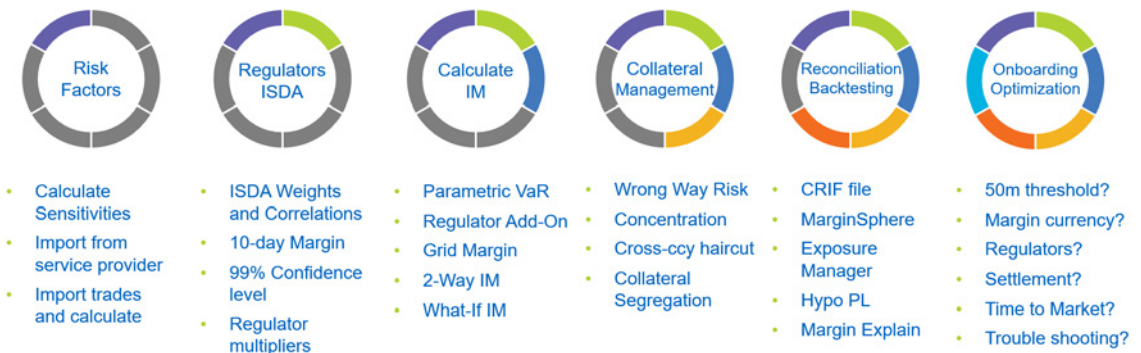 Risk
Factors
Regulators
ISDA
Calculate
IM
Collateral
Management
Reconciliation
Backtesting
Onboarding
Optimization
• Calculate
Sensitivities
• Import from
service provider
• Import trades
and calculate
• ISDA Weights
and Correlations
• 10-day Margin
• 99% Confidence
level
• Regulator
multipliers
• Parametric VaR
• Regulator Add-On
• Grid Margin
• 2-Way IM
• What-If IM
• Wrong Way Risk
• Concentration
• Cross-ccy haircut
• Collateral
Segregation
• CRIF file
• MarginSphere
• Exposure
Manager
• Hypo PL
• Margin Explain
• 50m threshold?
• Margin currency?
• Regulators?
• Settlement?
• Time to Market?
• Trouble shooting?